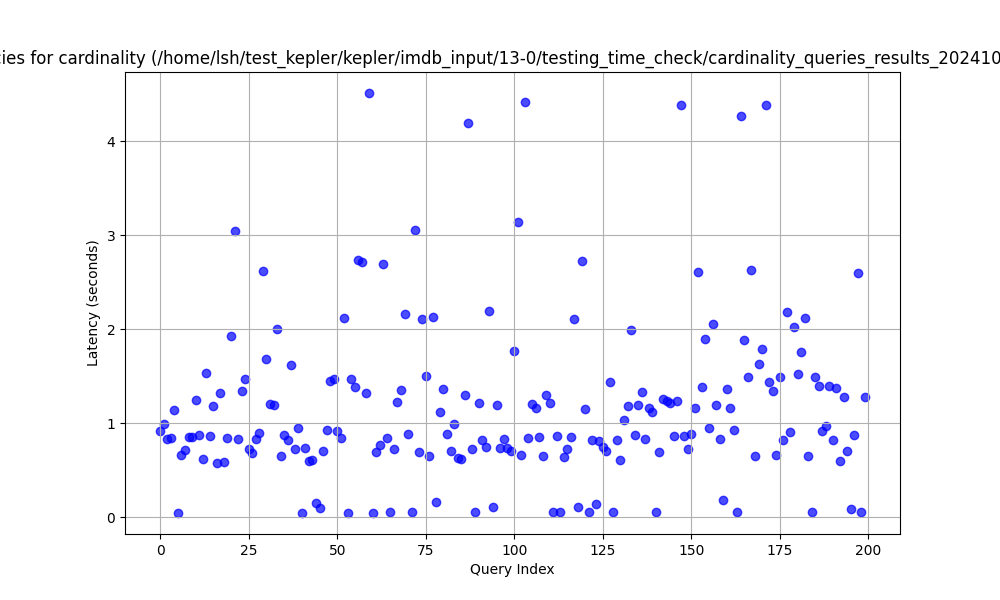 cies for cardinality (/home/lsh/test_kepler/kepler/imdb_input/13-0/testing_time_check/cardinality_queries_results_202410
4
3
2
1
0
Latency (seconds)
0 25 50 75 100 125 150 175 200
Query Index